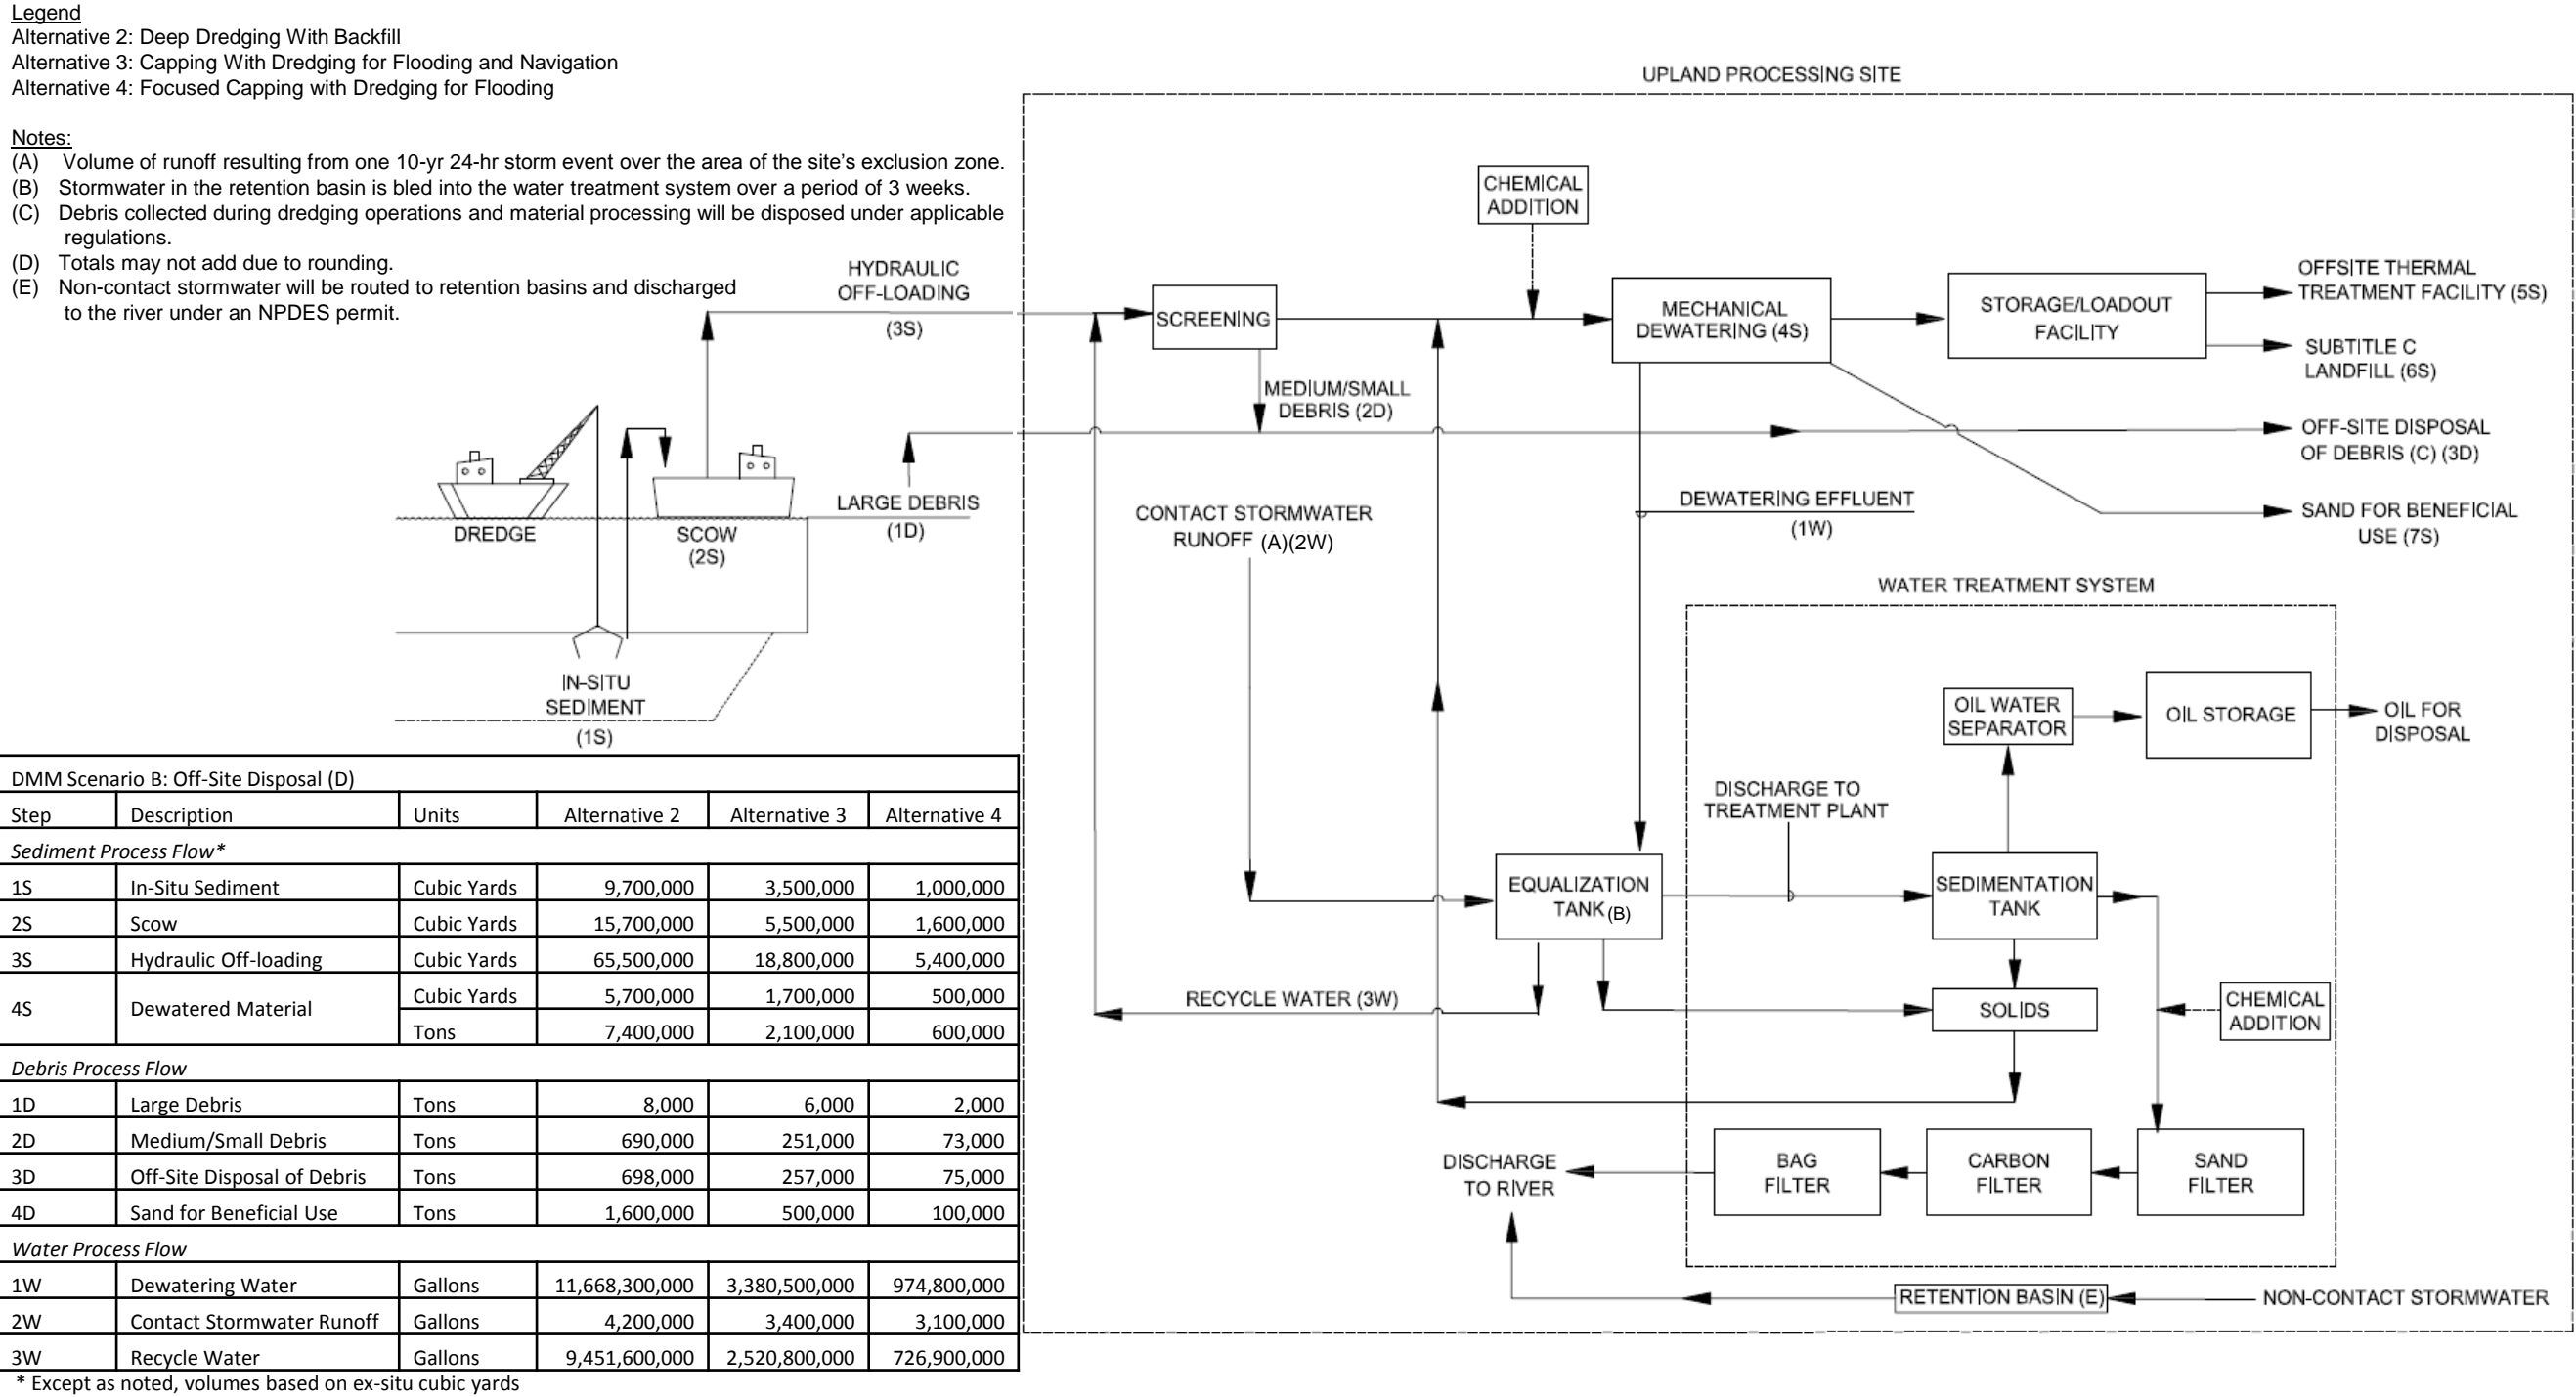 Legend
Alternative 2: Deep Dredging With Backfill
Alternative 3: Capping With Dredging for Flooding and Navigation
Alternative 4: Focused Capping with Dredging for Flooding
Notes:
(A) Volume of runoff resulting from one 10-yr 24-hr storm event over the area of the site's exclusion zone.
(B) Stormwater in the retention basin is bled into the water treatment system over a period of 3 weeks.
(C) Debris collected during dredging operations and material processing will be disposed under applicable
regulations.
(D) Totals may not add due to rounding.
(E) Non-contact stormwater will be routed to retention basins and discharged
to the river under an NPDES permit.
UPLAND PROCESSING SITE
HYDRAULIC
OFF-LOADING
(3S)
SCREENING
CHEMICAL
ADDITION
MECHANICAL
DEWATERING (4S)
STORAGE/LOADOUT
FACILITY
OFFSITE THERMAL
TREATMENT FACILITY (5S)
SUBTITLE C
LANDFILL (6S)
MEDIUM/SMALL
DEBRIS (2D)
OFF-SITE DISPOSAL
OF DEBRIS (C) (3D)
SAND FOR BENEFICIAL
USE (7S)
DREDGE
SCOW
(2S)
LARGE DEBRIS
(1D)
IN-SITU
SEDIMENT
(1S)
CONTACT STORMWATER
RUNOFF (A)(2W)
DEWATERING EFFLUENT
(1W)
WATER TREATMENT SYSTEM
OIL WATER
SEPARATOR
OIL STORAGE
OIL FOR
DISPOSAL
DISCHARGE TO
TREATMENT PLANT
EQUALIZATION
TANK (B)
SEDIMENTATION
TANK
RECYCLE WATER (3W)
SOLIDS
CHEMICAL
ADDITION
DISCHARGE
TO RIVER
BAG
FILTER
CARBON
FILTER
SAND
FILTER
RETENTION BASIN (E)
NON-CONTACT STORMWATER
DMM Scenario B: Off-Site Disposal (D)
Step Description Units Alternative 2 Alternative 3 Alternative 4
Sediment Process Flow*
1S In-Situ Sediment Cubic Yards 9,700,000 3,500,000 1,000,000
2S Scow Cubic Yards 15,700,000 5,500,000 1,600,000
3S Hydraulic Off-loading Cubic Yards 65,500,000 18,800,000 5,400,000
4S Dewatered Material Cubic Yards 5,700,000 1,700,000 500,000
Tons 7,400,000 2,100,000 600,000
Debris Process Flow
1D Large Debris Tons 8,000 6,000 2,000
2D Medium/Small Debris Tons 690,000 251,000 73,000
3D Off-Site Disposal of Debris Tons 698,000 257,000 75,000
4D Sand for Beneficial Use Tons 1,600,000 500,000 100,000
Water Process Flow
1W Dewatering Water Gallons 11,668,300,000 3,380,500,000 974,800,000
2W Contact Stormwater Runoff Gallons 4,200,000 3,400,000 3,100,000
3W Recycle Water Gallons 9,451,600,000 2,520,800,000 726,900,000
* Except as noted, volumes based on ex-situ cubic yards